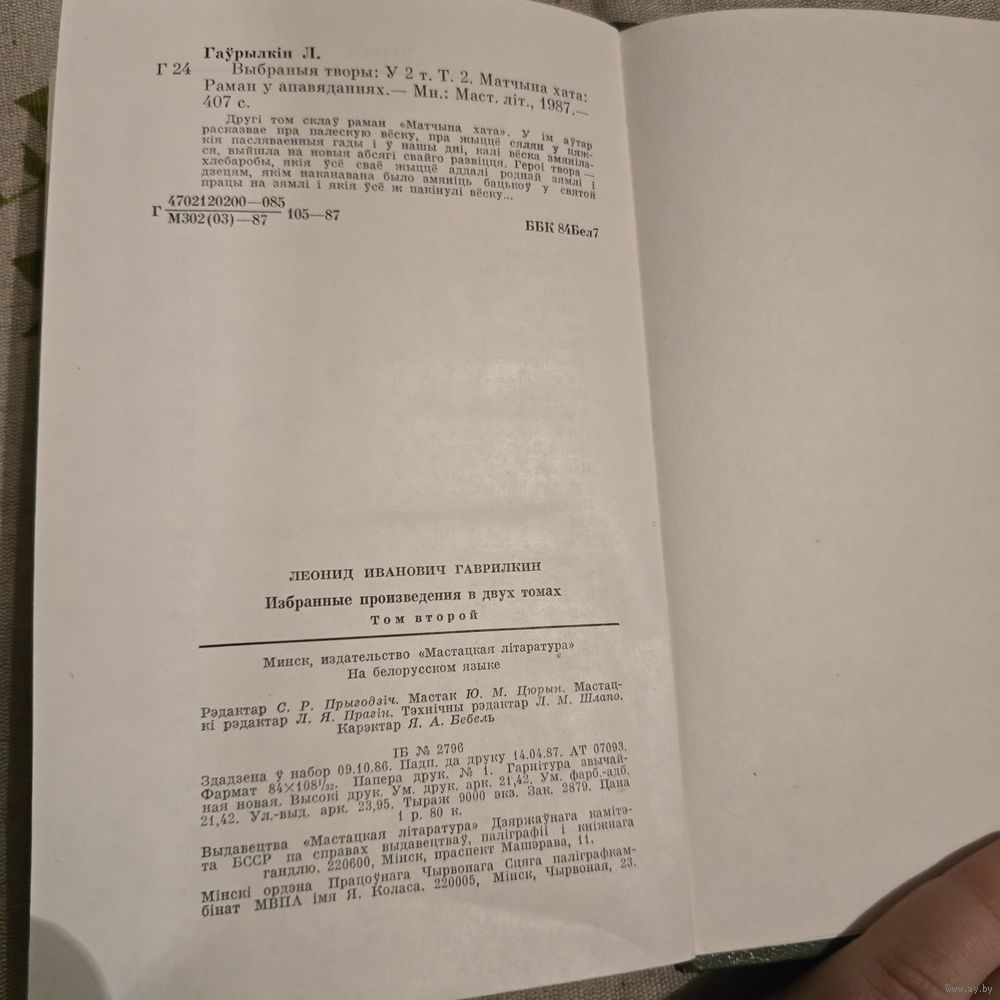 Гаўрылкін Л.
Г 24 Выбраныя творы: У 2 т. Т. 2. Матчына хата:
Раман у апавяданнях.— Мн.: Маст. літ., 1987.—
407 с.
Другі том склаў раман «Матчына хата». У ім аўтар
расказвае пра палескую вёску, пра жыццё сялян у цяж-
кія пасляваенныя гады і ў нашы дні, калі вёска змяніла-
ся, выйшла на новыя абсягі свайго развіцця. Героі твора —
хлебаробы, якія ўсё сваё жыццё аддалі роднай зямлі і
дзецям, якім наканавана было змяніць бацькоў у святой
працы на зямлі і якія ўсё ж пакінулі вёску...
Г 4702120200—085
М302(03)—87 105—87
ББК 84Бел7
ЛЕОНИД ИВАНОВИЧ ГАВРИЛКИН
Избранные произведения в двух томах
Том второй
Минск, издательство «Мастацкая літаратура»
На белорусском языке
Рэдактар С. Р. Прыгодзіч. Мастак Ю. М. Цюрын. Мастац-
кі рэдактар Л. Я. Прагін. Тэхнічны рэдактар Л. М. Шлапо.
Карэктар Я. А. Бебель
ІБ № 2796
Здадзена ў набор 09.10.86. Падп. да друку 14.04.87. АТ 07093.
Фармат 84×108¹/₃₂. Папера друк. № 1. Гарнітура звычай-
ная новая. Высокі друк. Ум. друк. арк. 21,42. Ум. фарб.-адб.
21,42. Ул.-выд. арк. 23,95. Тыраж 9000 экз. Зак. 2879. Цана
1 р. 80 к.
Выдавецтва «Мастацкая літаратура» Дзяржаўнага камітэ-
та БССР па справах выдавецтваў, паліграфіі і кніжнага
гандлю. 220600, Мінск, праспект Машэрава, 11.
Мінскі ордэна Працоўнага Чырвонага Сцяга паліграфкам-
бінат МВПА імя Я. Коласа. 220005, Мінск, Чырвоная, 23.
www.ay.by